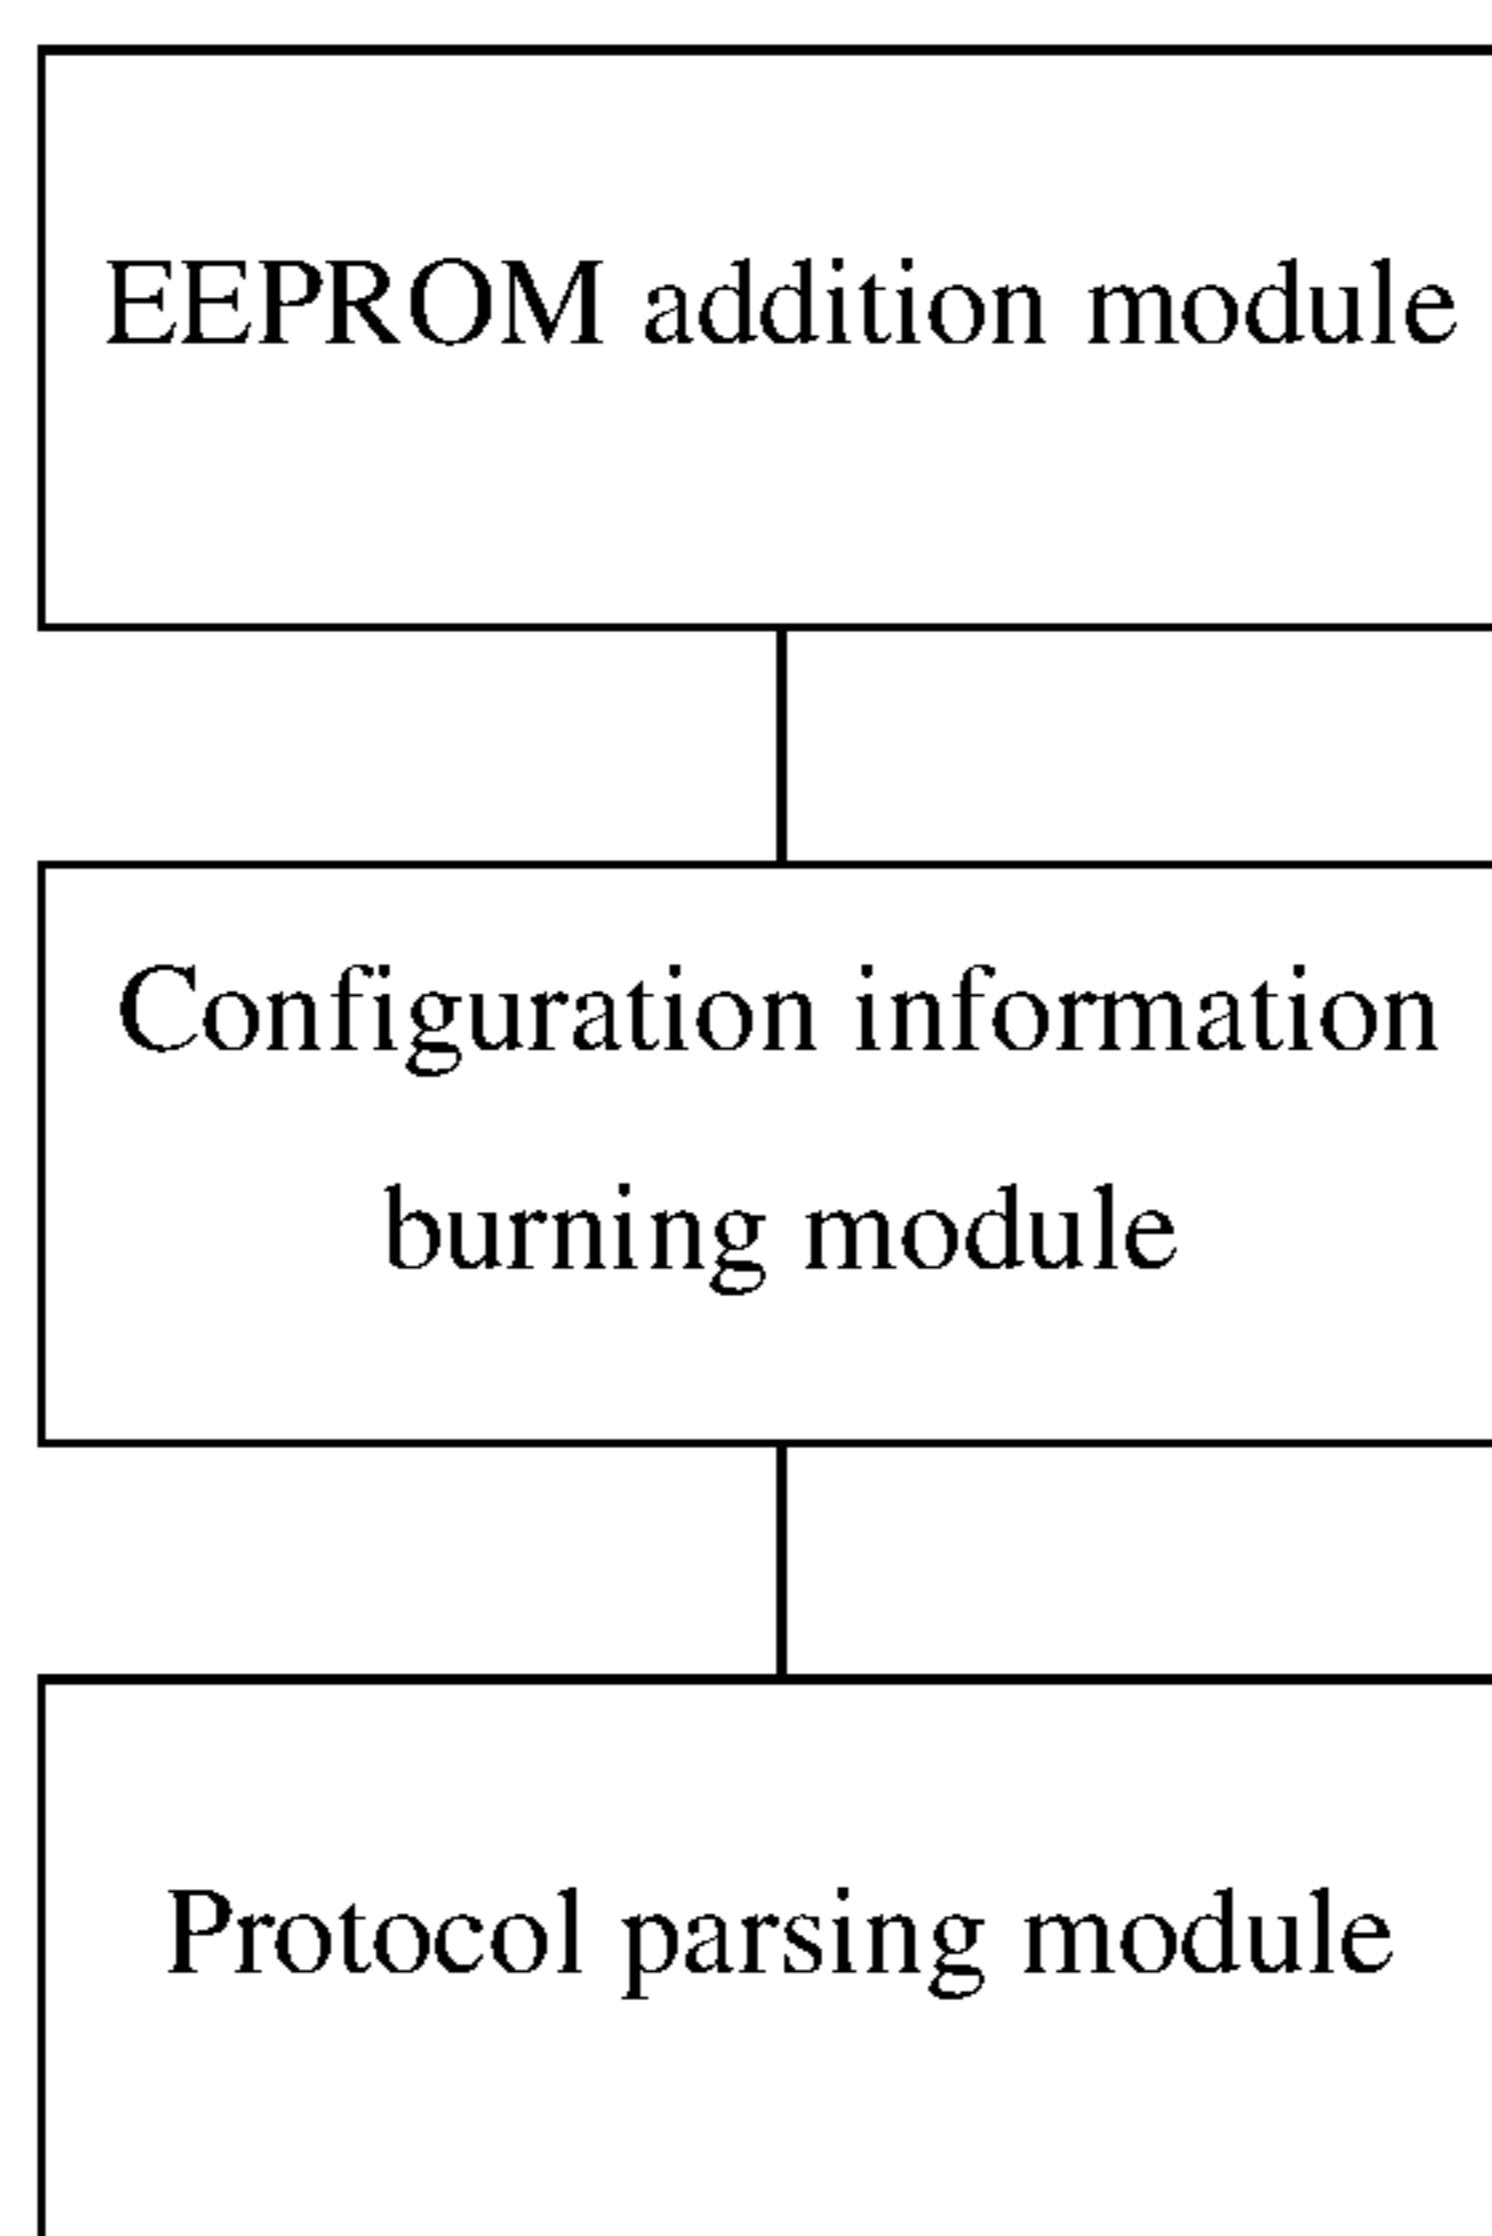 EEPROM addition module
Configuration information
burning module
Protocol parsing module